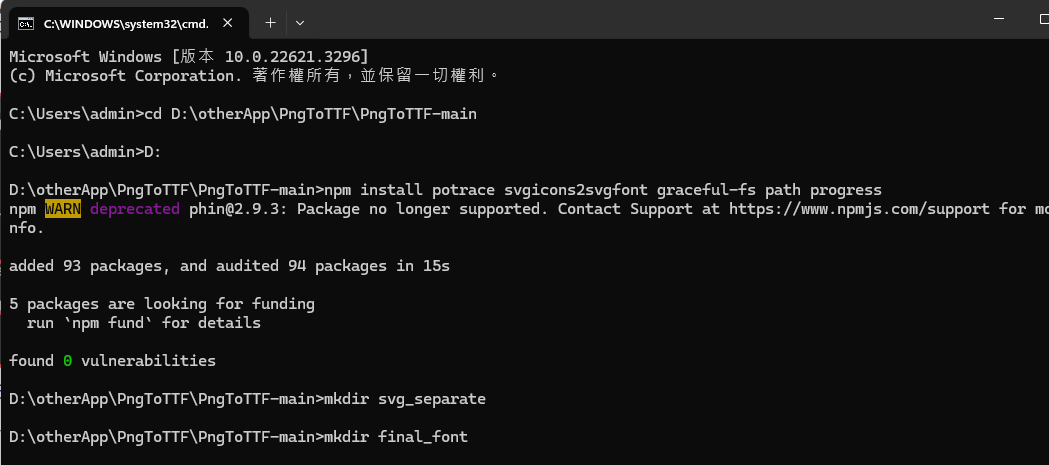 C:\WINDOWS\system32\cmd.
Microsoft Windows [版本 10.0.22621.3296]
(c) Microsoft Corporation. 著作權所有，並保留一切權利。
C:\Users\admin>cd D:\otherApp\PngToTTF\PngToTTF-main
C:\Users\admin>D:
D:\otherApp\PngToTTF\PngToTTF-main>npm install potrace svgicons2svgfont graceful-fs path progress
npm WARN deprecated phin@2.9.3: Package no longer supported. Contact Support at https://www.npmjs.com/support for mo
nfo.
added 93 packages, and audited 94 packages in 15s
5 packages are looking for funding
run `npm fund` for details
found 0 vulnerabilities
D:\otherApp\PngToTTF\PngToTTF-main>mkdir svg_separate
D:\otherApp\PngToTTF\PngToTTF-main>mkdir final_font